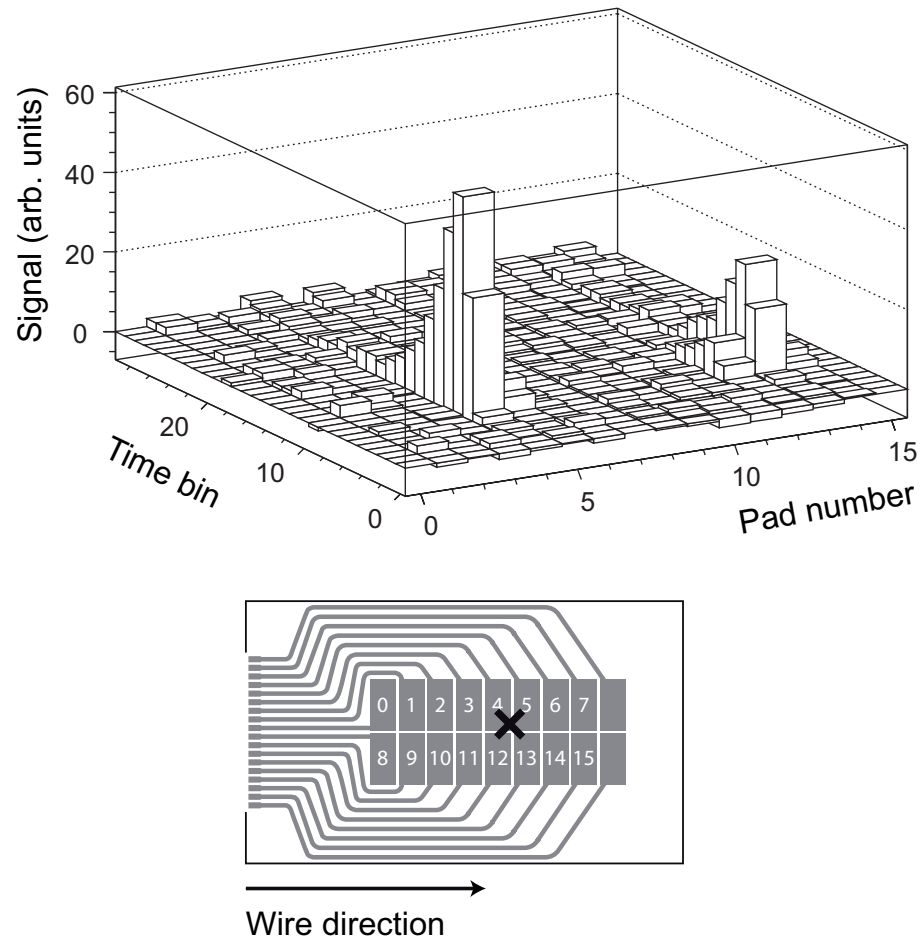 Signal (arb. units)
60
40
20
0
20
10
0
Time bin
0
5
10
15
Pad number
0 1 2 3 4 5 6 7
8 9 10 11 12 13 14 15
Wire direction